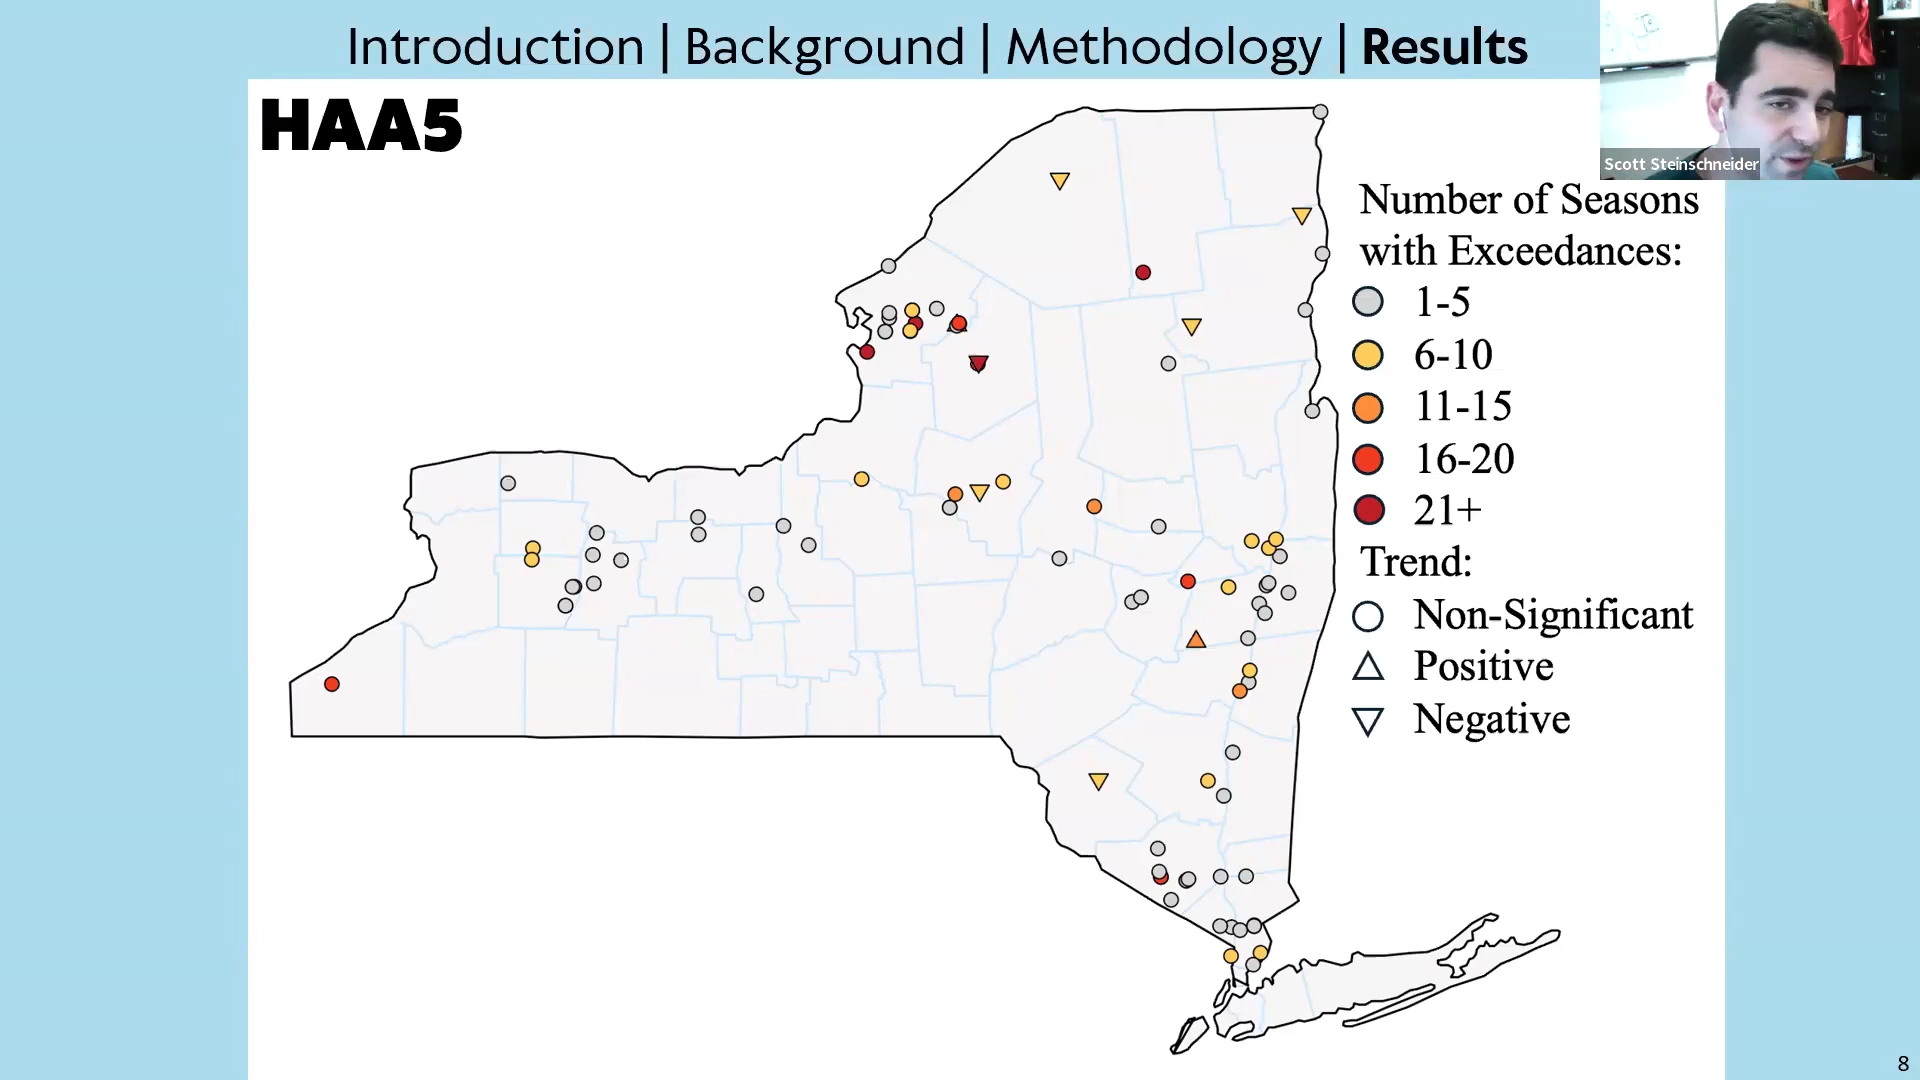 Introduction | Background | Methodology | Results
HAA5
Scott Steinschneider
Number of Seasons
with Exceedances:
1-5
6-10
11-15
16-20
21+
Trend:
Non-Significant
Positive
Negative
8